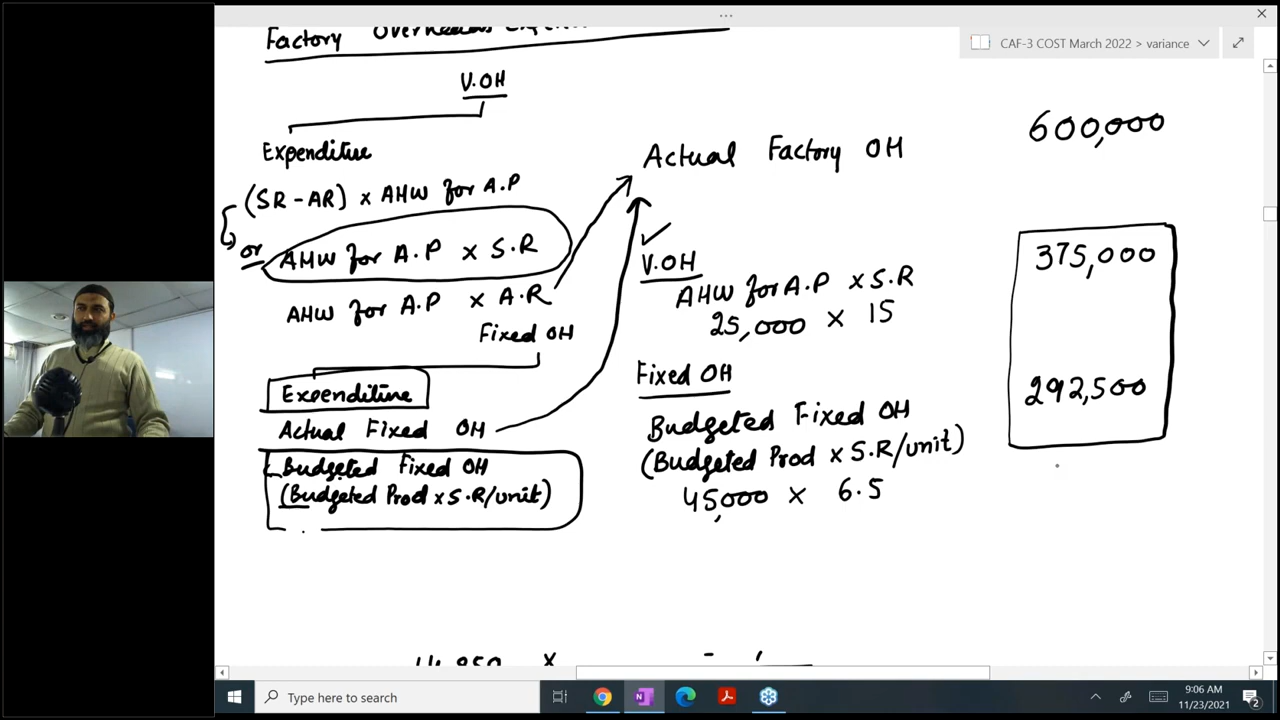 CAF-3 COST March 2022 > variance
Factory Overheads
V.OH
Expenditure
(SR-AR) x AHW for A.P
or AHW for A.P x S.R
AHW for A.P x A.R
Fixed OH
Expenditure
Actual Fixed OH
Budgeted Fixed OH
(Budgeted Prod x S.R/unit)
Actual Factory OH 600,000
V.OH
AHW for A.P x S.R 375,000
25,000 x 15
Fixed OH
Budgeted Fixed OH 292,500
(Budgeted Prod x S.R/unit)
45,000 x 6.5
Type here to search
9:06 AM
11/23/2021
2